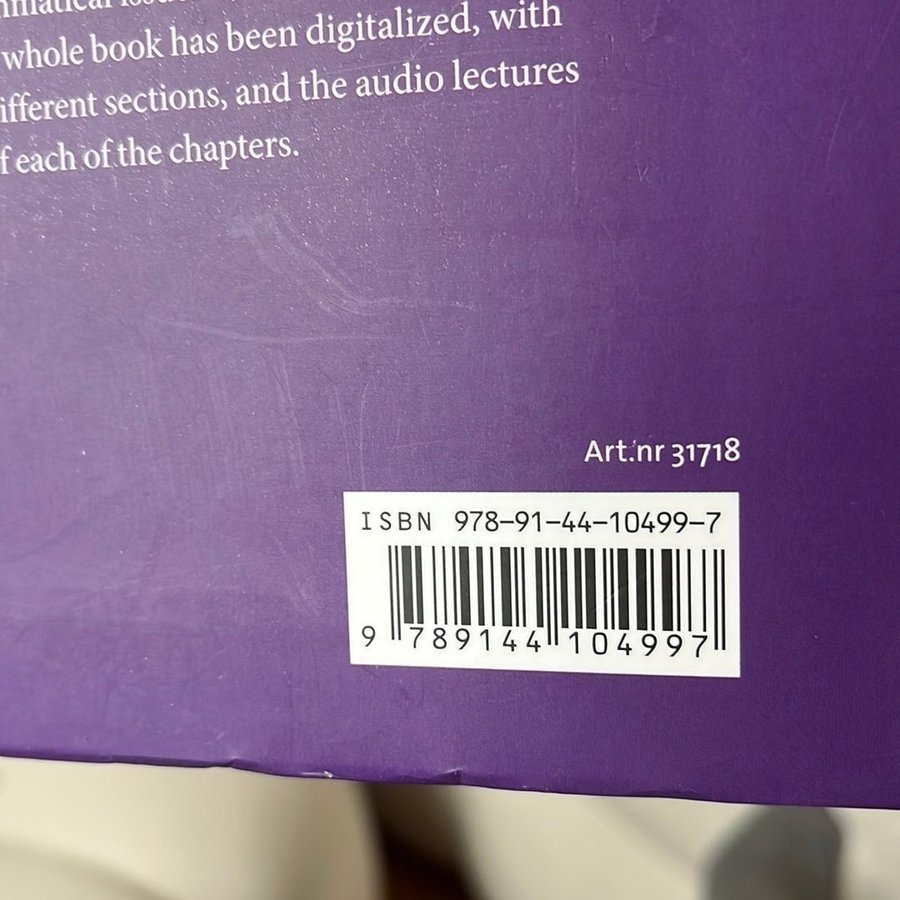 whole book has been digitalized, with
ifferent sections, and the audio lectures
f each of the chapters.
Art.nr 31718
ISBN 978-91-44-10499-7
9 789144 104997